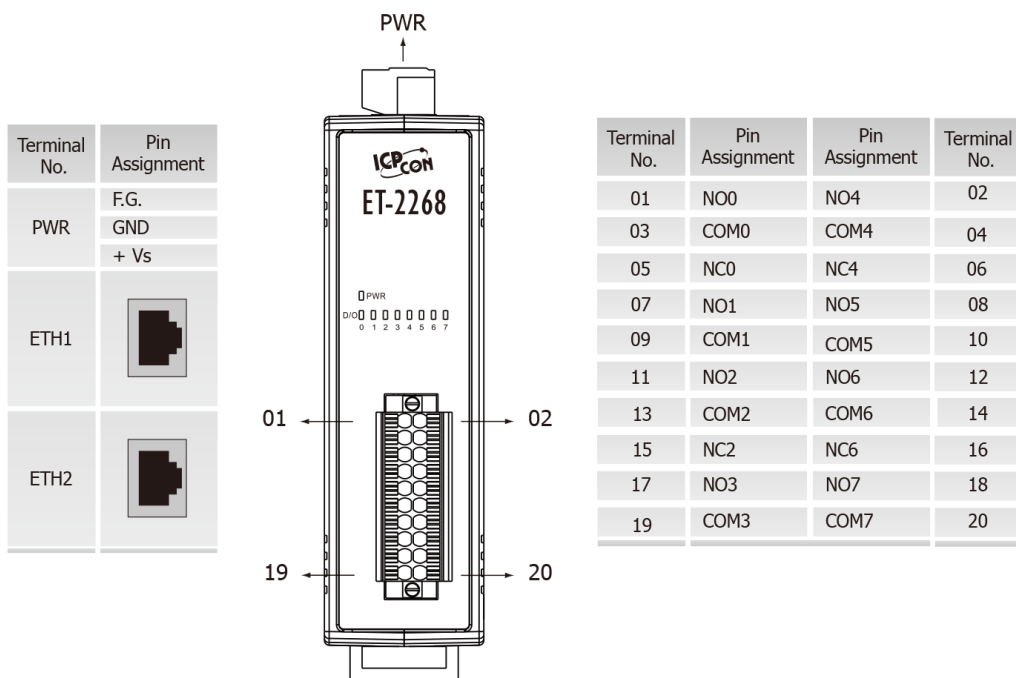 PWR
Terminal No. Pin Assignment
PWR F.G.
GND
+ Vs
ETH1
ETH2
ICP CON
ET-2268
PWR
D/O
0 1 2 3 4 5 6 7
01 02
19 20
Terminal No. Pin Assignment Pin Assignment Terminal No.
01 NO0 NO4 02
03 COM0 COM4 04
05 NC0 NC4 06
07 NO1 NO5 08
09 COM1 COM5 10
11 NO2 NO6 12
13 COM2 COM6 14
15 NC2 NC6 16
17 NO3 NO7 18
19 COM3 COM7 20